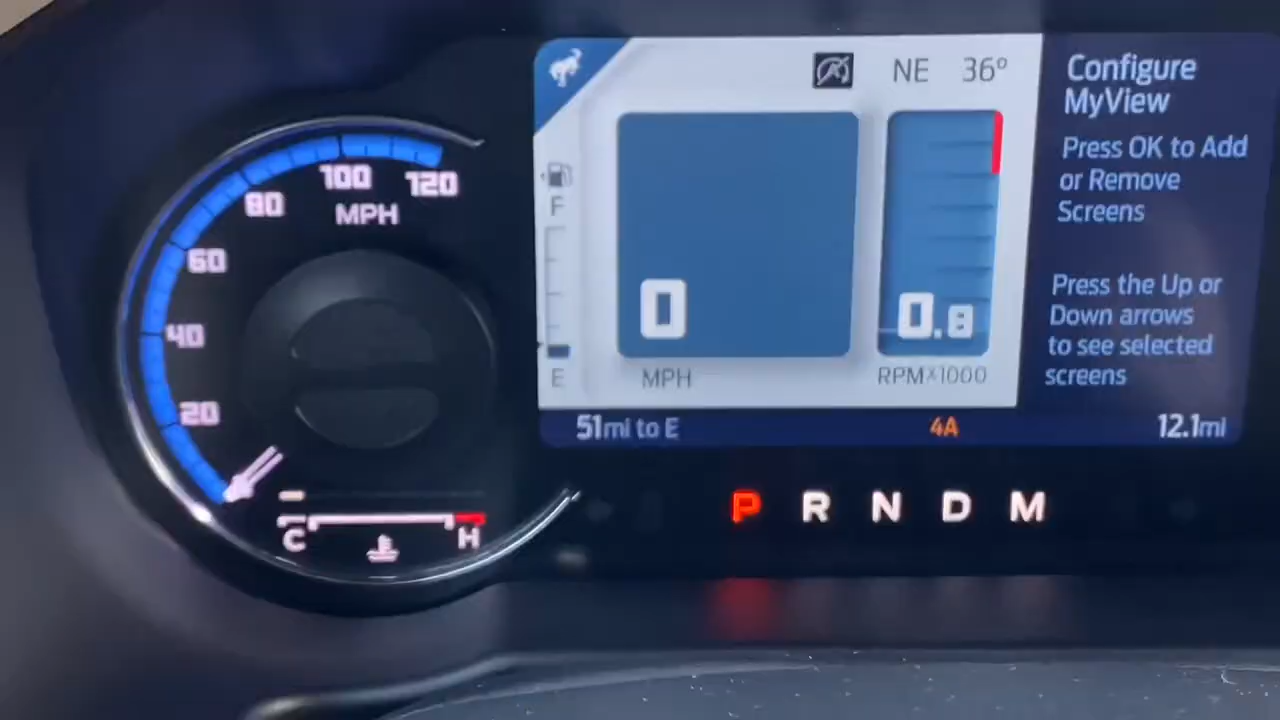 NE 36°
Configure
MyView
Press OK to Add
or Remove
Screens
Press the Up or
Down arrows
to see selected
screens
F
E
0
MPH
0.8
RPM×1000
51mi to E
4A
12.1mi
P R N D M
120
100
80
60
40
20
MPH
C
H